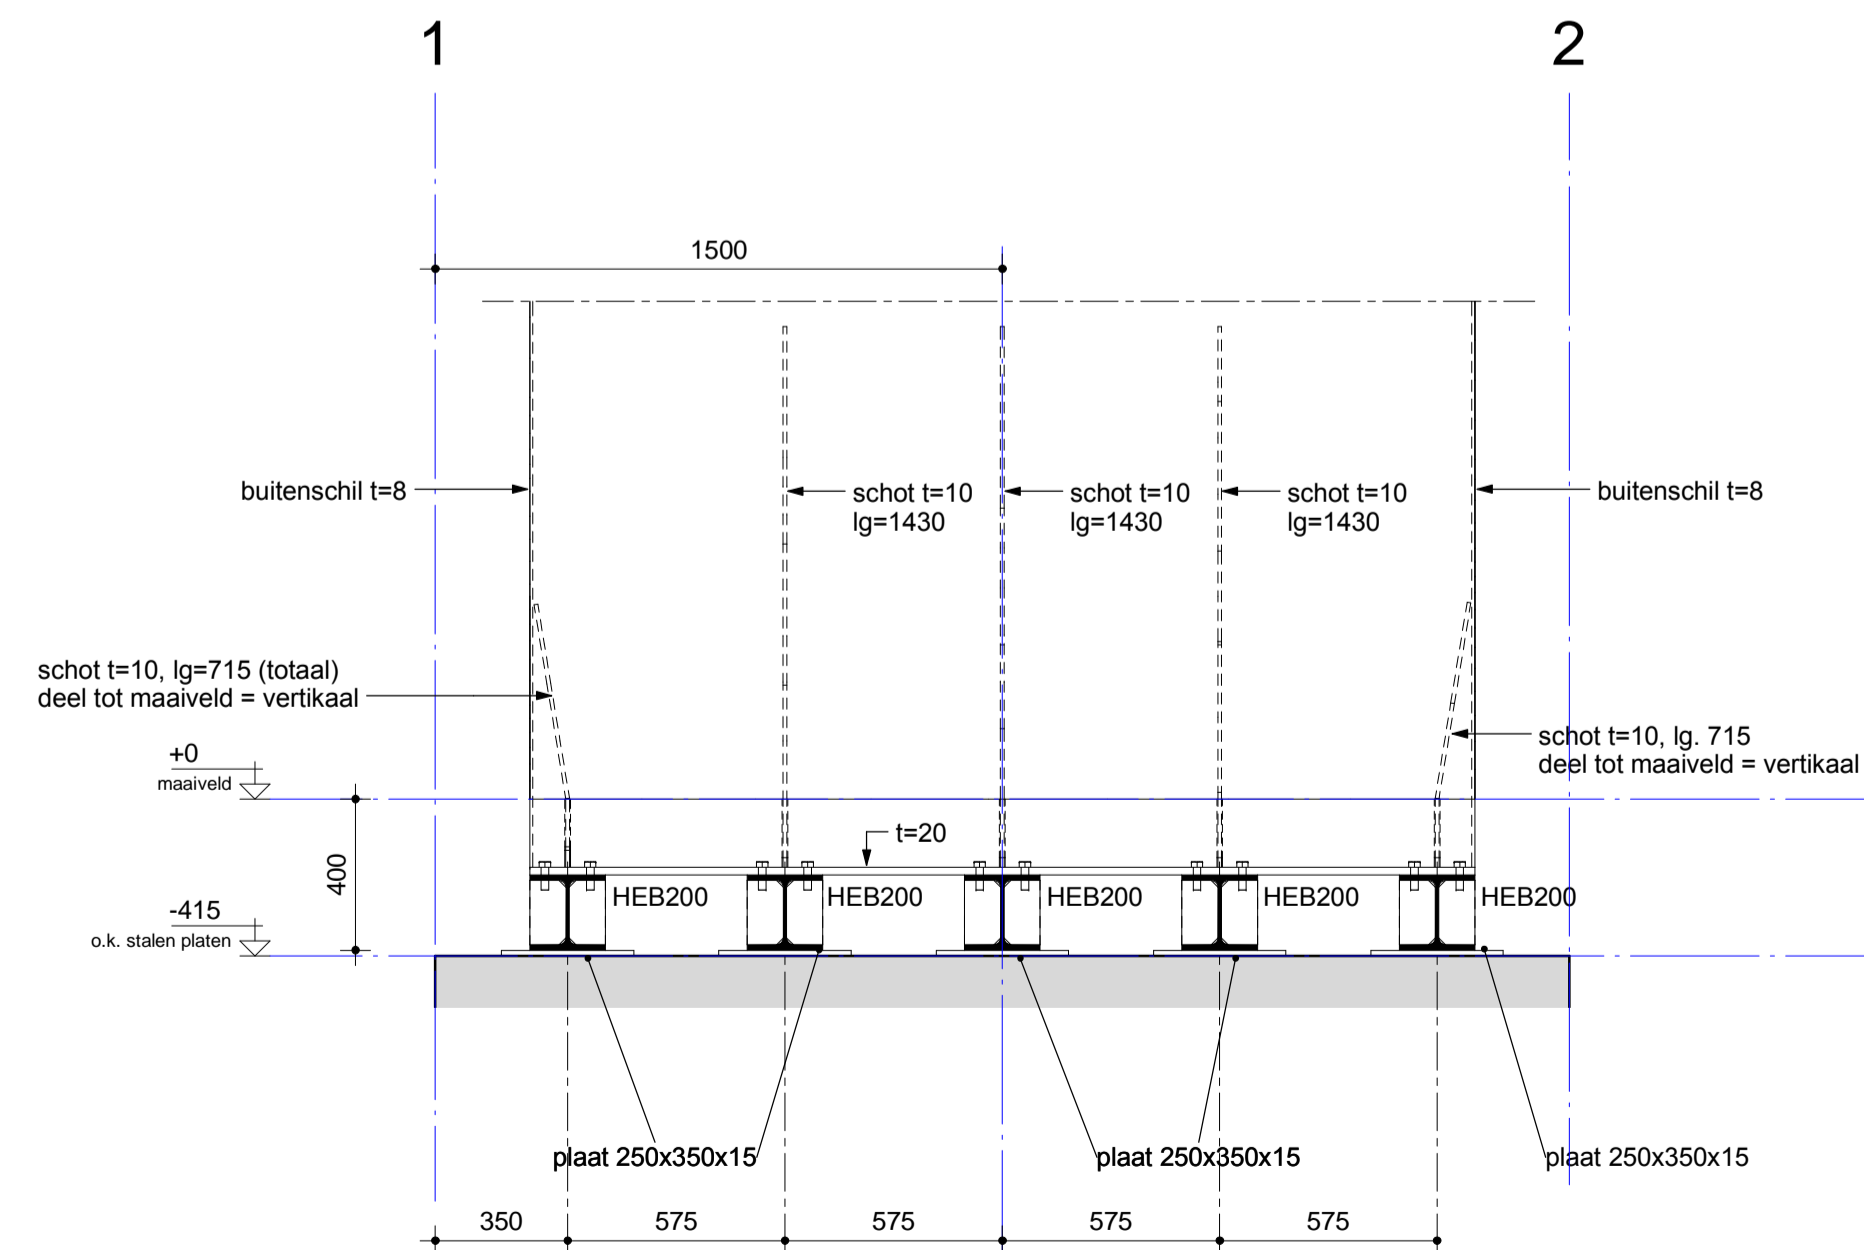 1
2
1500
buitenschil t=8
schot t=10
lg=1430
schot t=10
lg=1430
schot t=10
lg=1430
buitenschil t=8
schot t=10, lg=715 (totaal)
deel tot maaiveld = vertikaal
schot t=10, lg. 715
deel tot maaiveld = vertikaal
+0
maaiveld
t=20
400
HEB200
HEB200
HEB200
HEB200
HEB200
-415
o.k. stalen platen
plaat 250x350x15
plaat 250x350x15
plaat 250x350x15
350
575
575
575
575